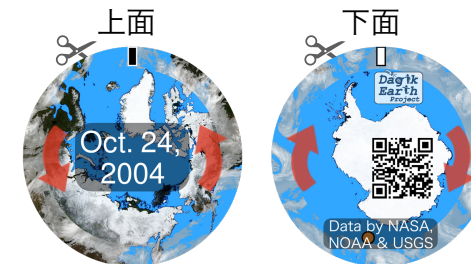 上面
下面
Oct. 24,
2004
Dagik
Earth
Project
Data by NASA,
NOAA & USGS